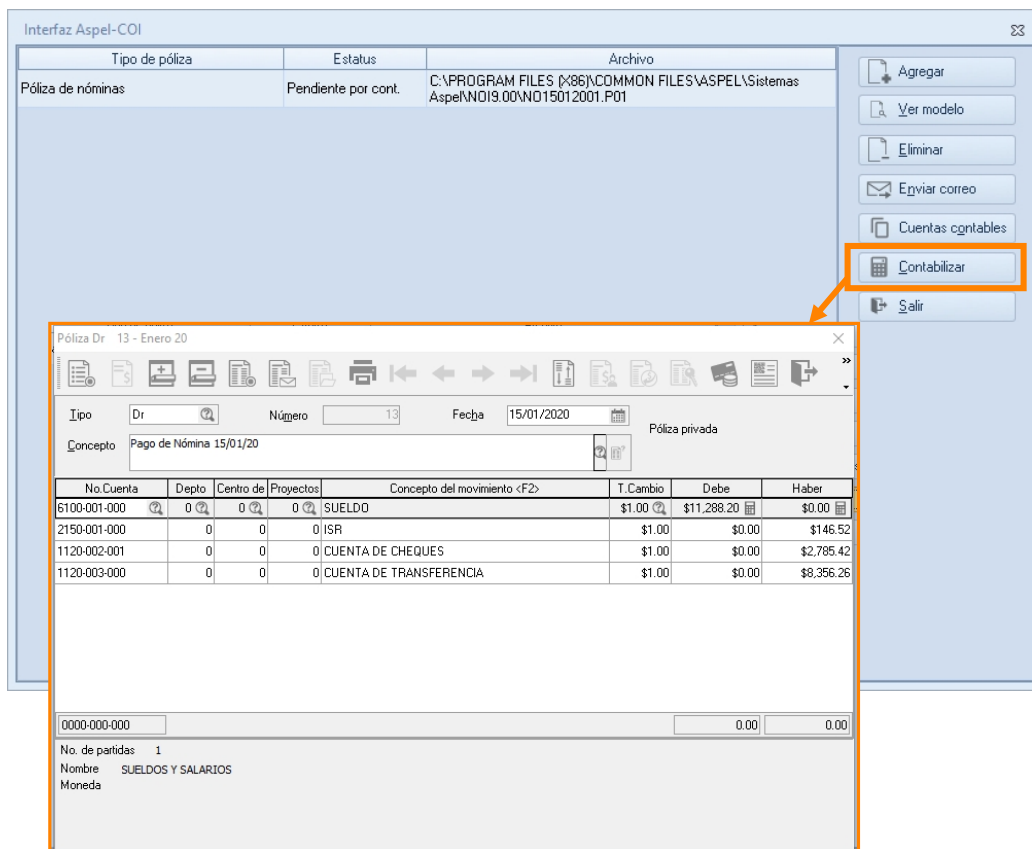 Interfaz Aspel-COI
Tipo de póliza Estatus Archivo
Póliza de nóminas Pendiente por cont. C:\PROGRAM FILES (X86)\COMMON FILES\ASPEL\Sistemas
Aspel\NOI9.00\NO15012001.P01
Agregar
Ver modelo
Eliminar
Enviar correo
Cuentas contables
Contabilizar
Salir
Póliza Dr 13 - Enero 20
Tipo Dr Número 13 Fecha 15/01/2020
Póliza privada
Concepto Pago de Nómina 15/01/20
No.Cuenta Depto Centro de Proyectos Concepto del movimiento <F2> T.Cambio Debe Haber
6100-001-000 0 0 0 SUELDO $1.00 $11,288.20 $0.00
2150-001-000 0 0 0 ISR $1.00 $0.00 $146.52
1120-002-001 0 0 0 CUENTA DE CHEQUES $1.00 $0.00 $2,785.42
1120-003-000 0 0 0 CUENTA DE TRANSFERENCIA $1.00 $0.00 $8,356.26
0000-000-000 0.00 0.00
No. de partidas 1
Nombre SUELDOS Y SALARIOS
Moneda